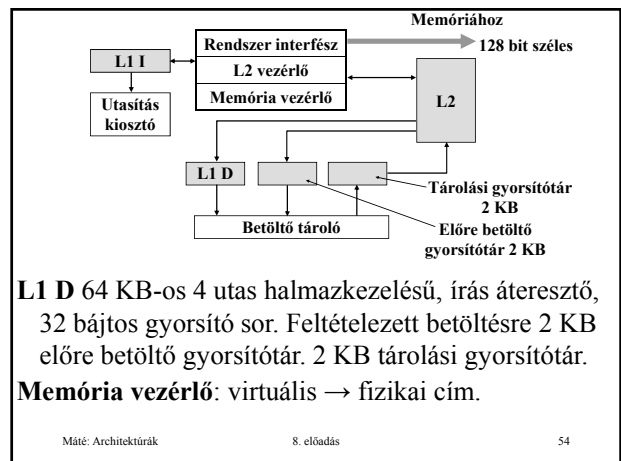 Memóriához
Rendszer interfész
128 bit széles
L1 I
L2 vezérlő
L2
Memória vezérlő
Utasítás
kiosztó
L1 D
Tárolási gyorsítótár
2 KB
Betöltő tároló
Előre betöltő
gyorsítótár 2 KB
L1 D 64 KB-os 4 utas halmazkezelésű, írás áteresztő,
32 bájtos gyorsító sor. Feltételezett betöltésre 2 KB
előre betöltő gyorsítótár. 2 KB tárolási gyorsítótár.
Memória vezérlő: virtuális → fizikai cím.
Máté: Architektúrák 8. előadás 54